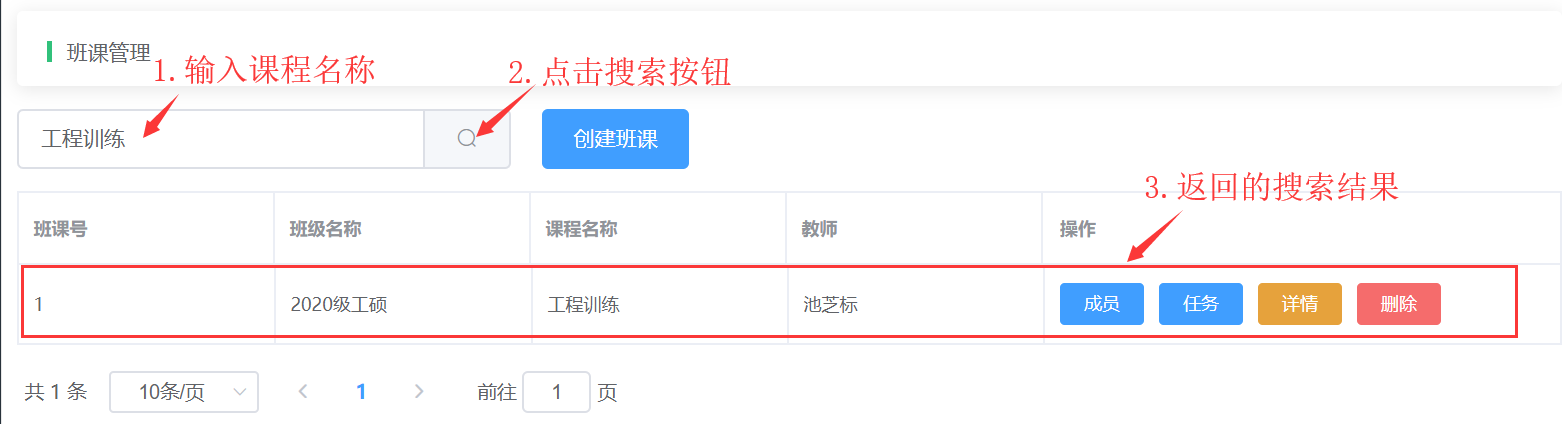 班课管理
1.输入课程名称
2.点击搜索按钮
工程训练
创建班课
3.返回的搜索结果
班课号 班级名称 课程名称 教师 操作
1 2020级工硕 工程训练 池芝标 成员 任务 详情 删除
共 1 条 10条/页 1 前往 1 页